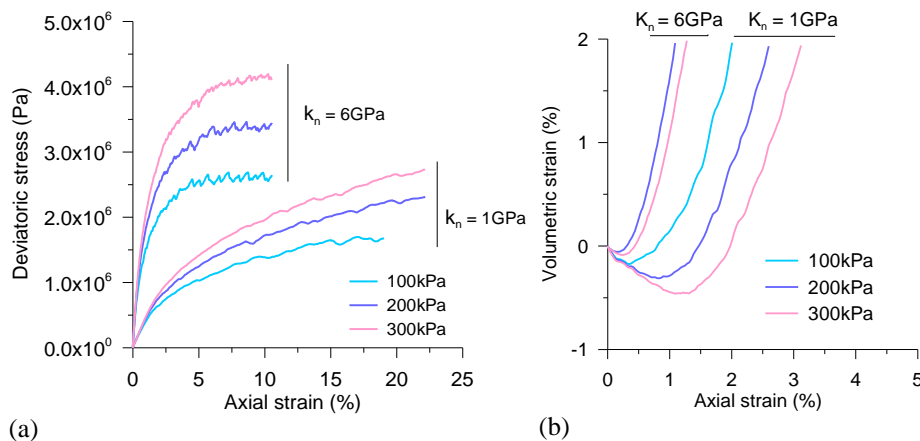 5.0x10⁶
4.0x10⁶
3.0x10⁶
2.0x10⁶
1.0x10⁶
0.0x10⁰
Deviatoric stress (Pa)
kₙ = 6GPa
kₙ = 1GPa
100kPa
200kPa
300kPa
0 5 10 15 20 25
Axial strain (%)
(a)
Kₙ = 6GPa Kₙ = 1GPa
2
1
0
-1
Volumetric strain (%)
100kPa
200kPa
300kPa
0 1 2 3 4 5
Axial strain (%)
(b)